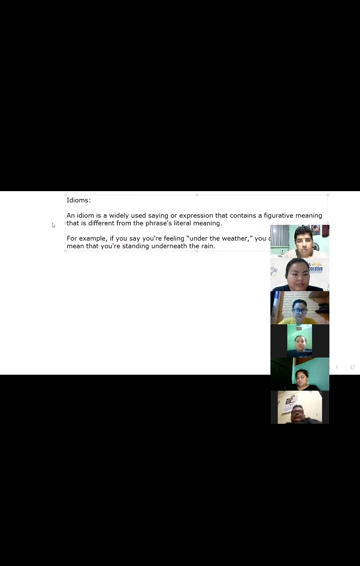 Idioms:
An idiom is a widely used saying or expression that contains a figurative meaning
that is different from the phrase's literal meaning.
For example, if you say you're feeling “under the weather,” you
mean that you're standing underneath the rain.